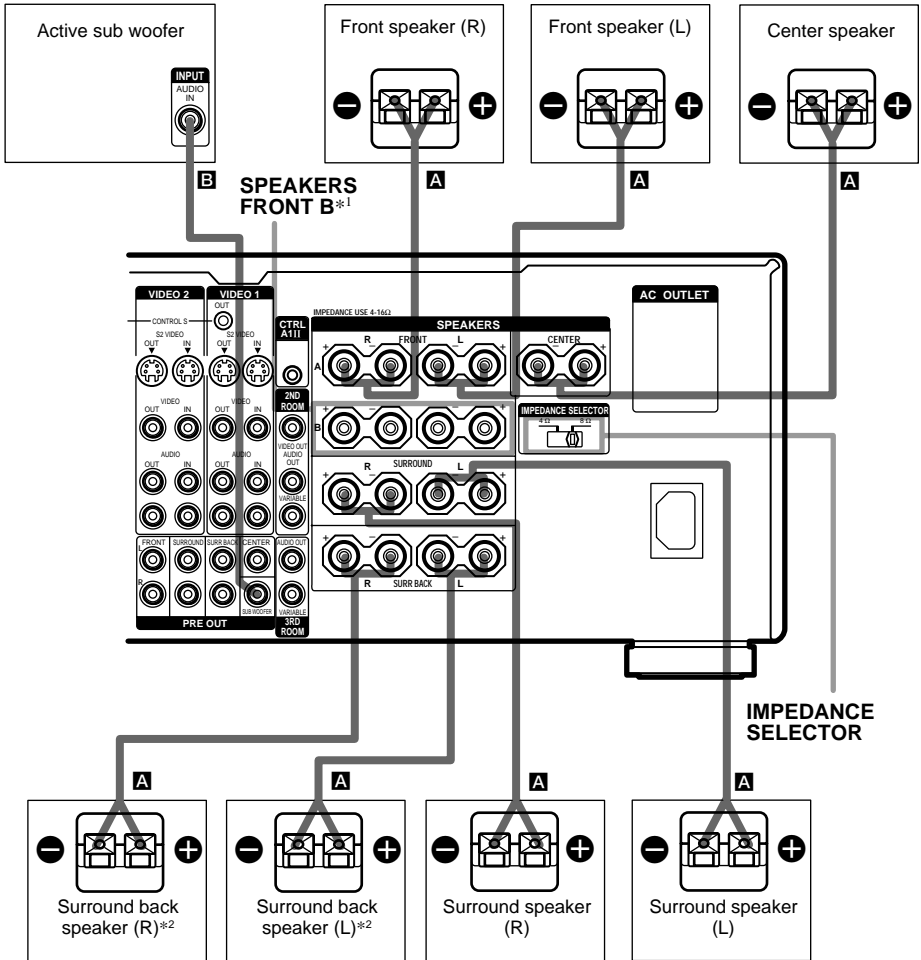 Active sub woofer
INPUT
AUDIO
IN
Front speaker (R)
Front speaker (L)
Center speaker
B
A
A
A
SPEAKERS
FRONT B*1
VIDEO 2
VIDEO 1
OUT
CONTROL S
S2 VIDEO
OUT IN
S2 VIDEO
OUT IN
VIDEO
OUT IN
VIDEO
OUT IN
AUDIO
OUT IN
AUDIO
OUT IN
CTRL
A1II
2ND
ROOM
VIDEO OUT
AUDIO
OUT
VARIABLE
AUDIO OUT
VARIABLE
3RD
ROOM
FRONT
SURROUND
SURR BACK
CENTER
L
R
SUB WOOFER
PRE OUT
IMPEDANCE USE 4-16Ω
SPEAKERS
R FRONT L
CENTER
+ − − +
− +
A
B
+ − − +
IMPEDANCE SELECTOR
4 Ω 8 Ω
R SURROUND L
+ − − +
+ − − +
R SURR BACK L
AC OUTLET
IMPEDANCE
SELECTOR
A
A
A
A
Surround back
speaker (R)*2
Surround back
speaker (L)*2
Surround speaker
(R)
Surround speaker
(L)